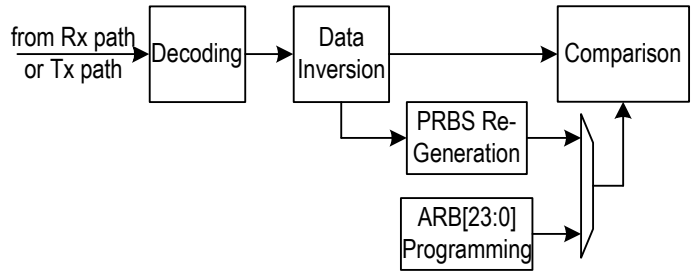 from Rx path
or Tx path
Decoding
Data
Inversion
Comparison
PRBS Re-
Generation
ARB[23:0]
Programming